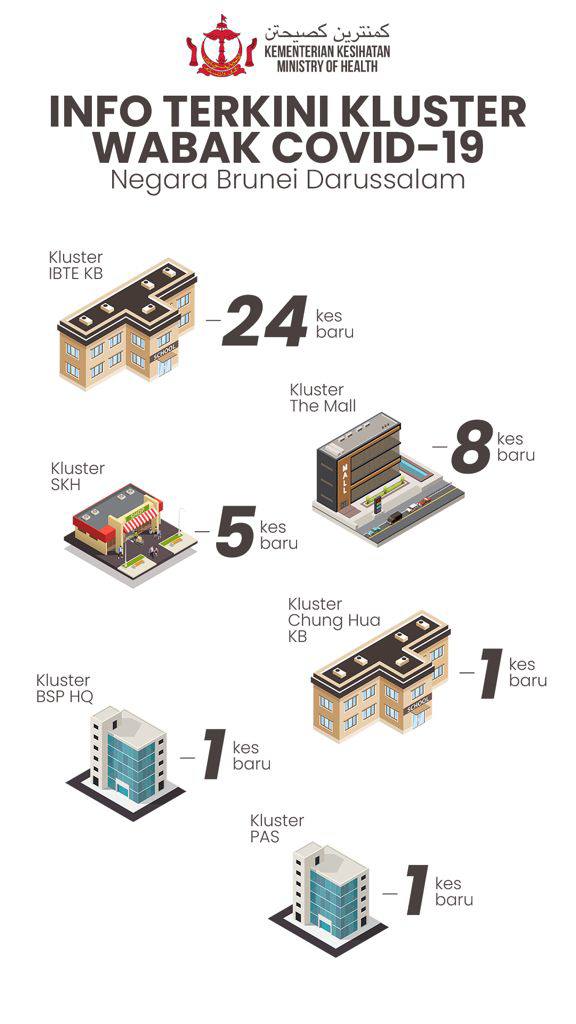 كمنترين كصيحتن
KEMENTERIAN KESIHATAN
MINISTRY OF HEALTH
INFO TERKINI KLUSTER
WABAK COVID-19
Negara Brunei Darussalam
Kluster
IBTE KB
24 kes
baru
SCHOOL
Kluster
The Mall
8 kes
baru
MALL
Kluster
SKH
5 kes
baru
Kluster
Chung Hua
KB
1 kes
baru
SCHOOL
Kluster
BSP HQ
1 kes
baru
Kluster
PAS
1 kes
baru